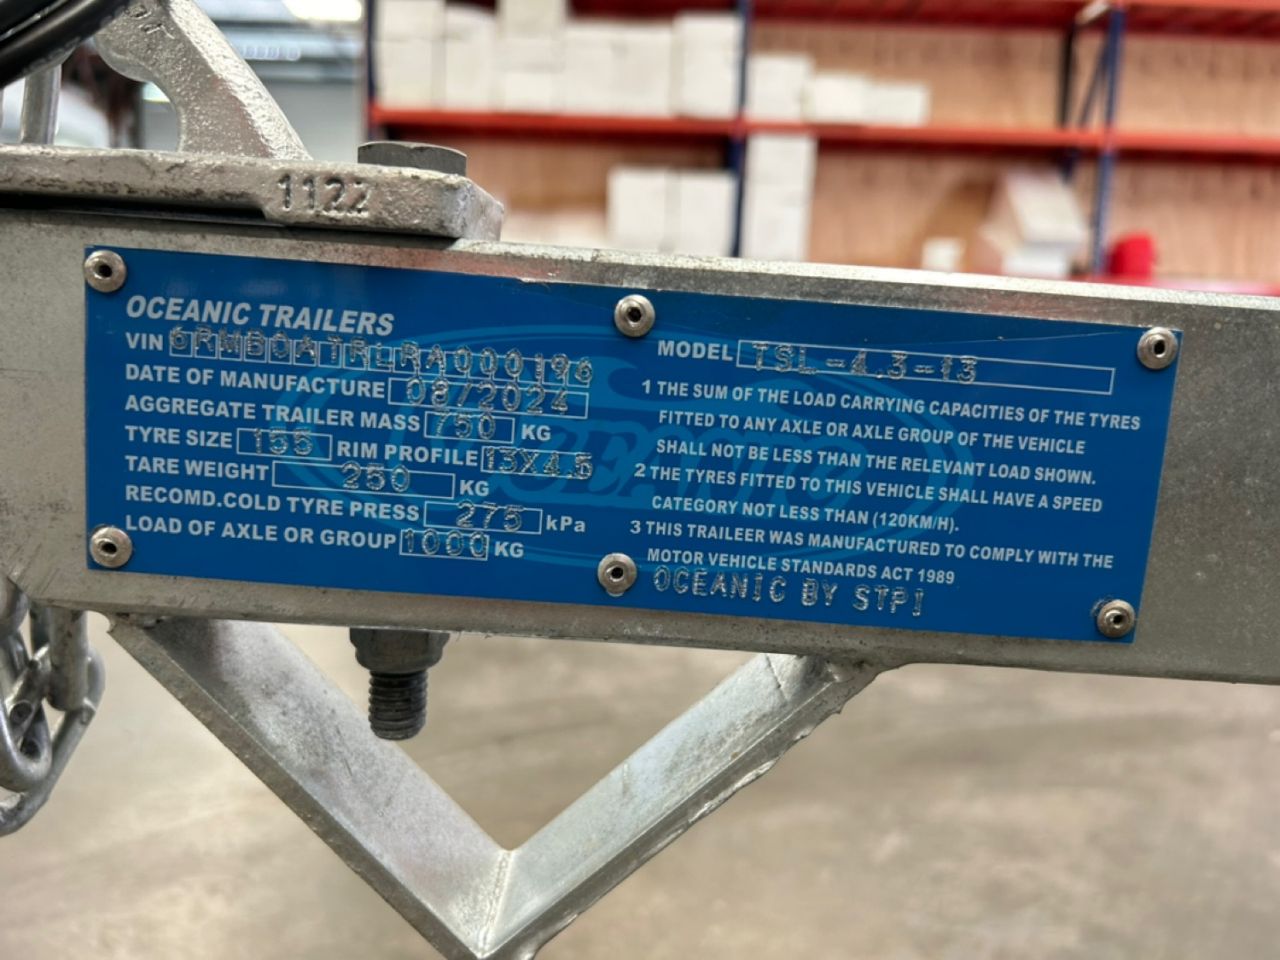 1122
OCEANIC TRAILERS
VIN 6RMBOATRLRA000196
DATE OF MANUFACTURE 08/2024
AGGREGATE TRAILER MASS 750 KG
TYRE SIZE 155 RIM PROFILE 13X4.5
TARE WEIGHT 250 KG
RECOMD.COLD TYRE PRESS 275 kPa
LOAD OF AXLE OR GROUP 1000 KG
MODEL TSL-4.3-13
1 THE SUM OF THE LOAD CARRYING CAPACITIES OF THE TYRES
FITTED TO ANY AXLE OR AXLE GROUP OF THE VEHICLE
SHALL NOT BE LESS THAN THE RELEVANT LOAD SHOWN.
2 THE TYRES FITTED TO THIS VEHICLE SHALL HAVE A SPEED
CATEGORY NOT LESS THAN (120KM/H).
3 THIS TRAILEER WAS MANUFACTURED TO COMPLY WITH THE
MOTOR VEHICLE STANDARDS ACT 1989
OCEANIC BY STPI